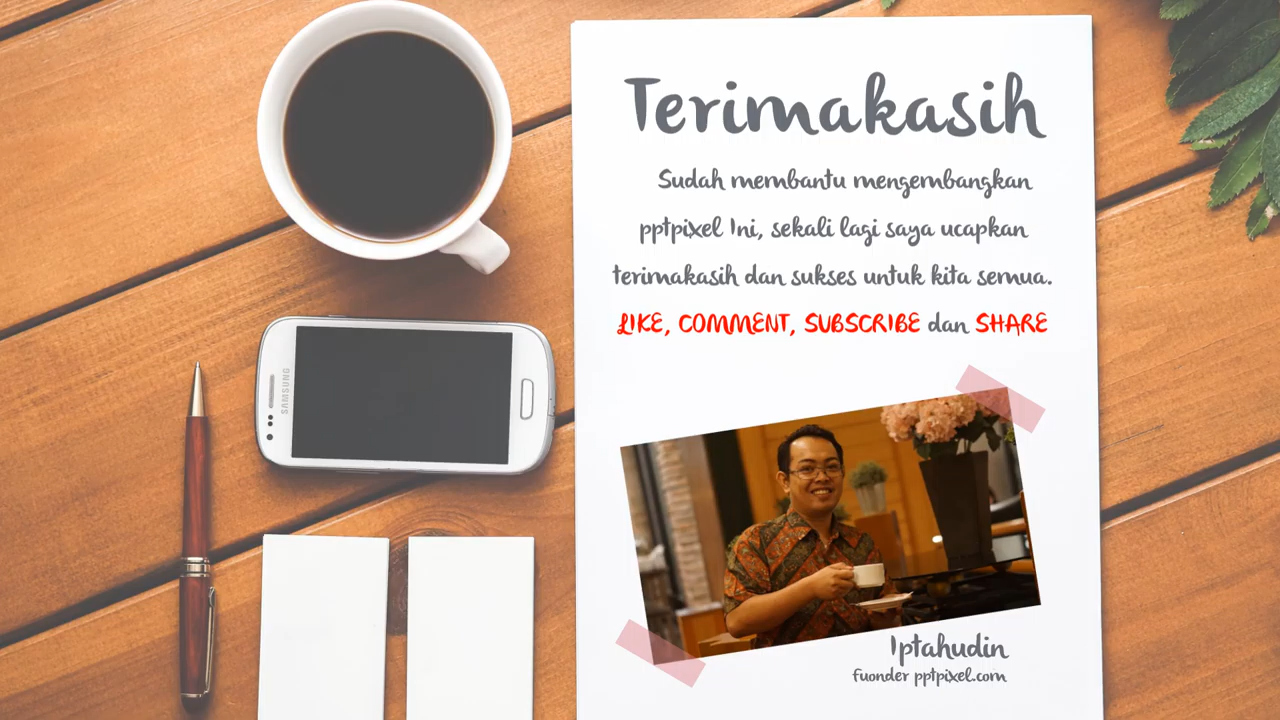 Terimakasih
Sudah membantu mengembangkan
pptpixel Ini, sekali lagi saya ucapkan
terimakasih dan sukses untuk kita semua.
LIKE, COMMENT, SUBSCRIBE dan SHARE
SAMSUNG
Iptahudin
fuonder pptpixel.com